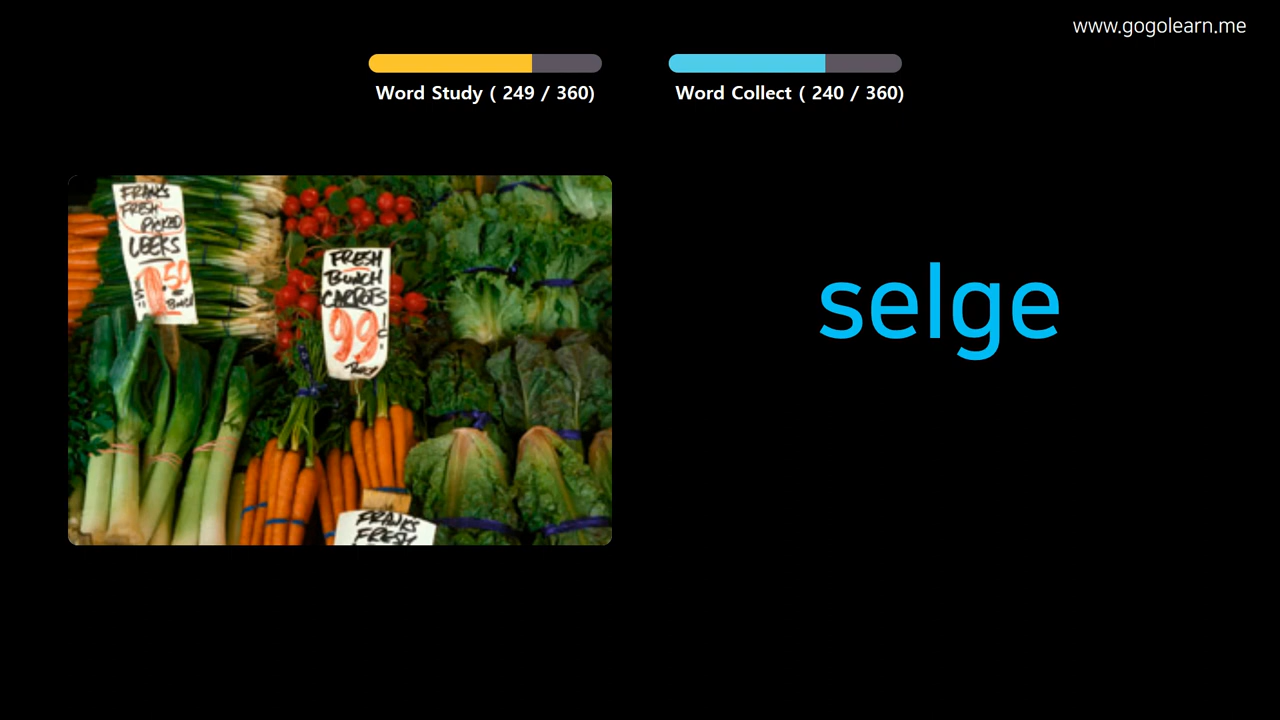 www.gogolearn.me
Word Study ( 249 / 360)
Word Collect ( 240 / 360)
FRANK'S
FRESH
PICKED
LEEKS
FRESH
BUNCH
CARROTS
99
selge
FRANK'S
FRESH